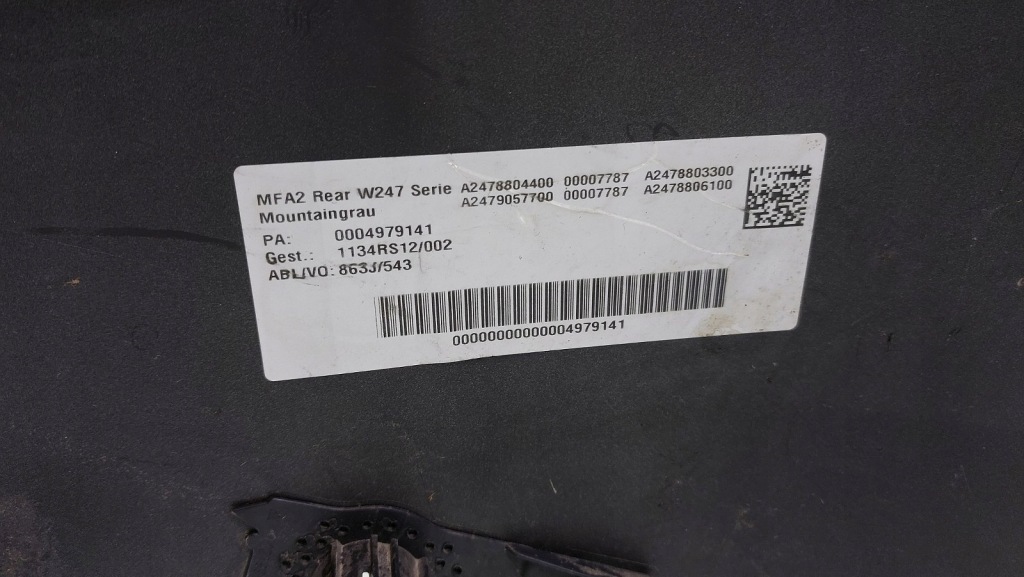 MFA2 Rear W247 Serie A2478804400 00007787 A2478803300
Mountaingrau A2479057700 00007787 A2478806100
PA: 0004979141
Gest.: 1134RS12/002
ABL/VO: 863J/543
00000000000004979141